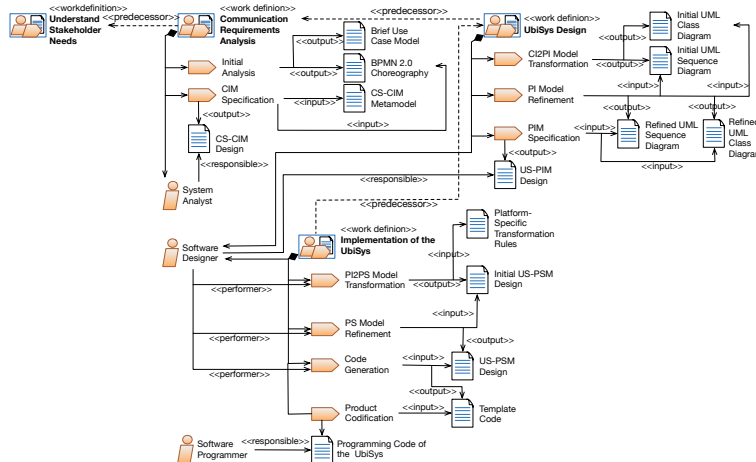 <<workdefinition>>
Understand
Stakeholder
Needs
<<predecessor>>
<<work definion>>
Communication
Requirements
Analysis
<<predecessor>>
<<work definion>>
UbiSys Design
Initial
Analysis
<<output>>
Brief Use
Case Model
BPMN 2.0
Choreography
CIM
Specification
<<input>>
CS-CIM
Metamodel
<<input>>
<<output>>
CS-CIM
Design
<<responsible>>
System
Analyst
CI2PI Model
Transformation
<<output>>
<<input>>
Initial UML
Class
Diagram
Initial UML
Sequence
Diagram
PI Model
Refinement
<<input>>
<<input>>
<<output>>
<<output>>
PIM
Specification
<<input>>
Refined UML
Sequence
Diagram
Refined
UML
Class
Diagram
<<input>>
<<output>>
US-PIM
Design
<<responsible>>
<<predecessor>>
<<work definion>>
Implementation of the
UbiSys
Software
Designer
Platform-
Specific
Transformation
Rules
<<input>>
PI2PS Model
Transformation
<<output>>
Initial US-PSM
Design
<<performer>>
<<input>>
PS Model
Refinement
<<performer>>
<<output>>
Code
Generation
<<input>>
US-PSM
Design
<<performer>>
<<output>>
Product
Codification
<<input>>
Template
Code
Software
Programmer
<<responsible>>
Programming Code of
the UbiSys